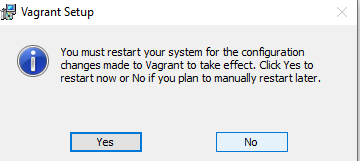 Vagrant Setup
You must restart your system for the configuration
changes made to Vagrant to take effect. Click Yes to
restart now or No if you plan to manually restart later.
Yes
No